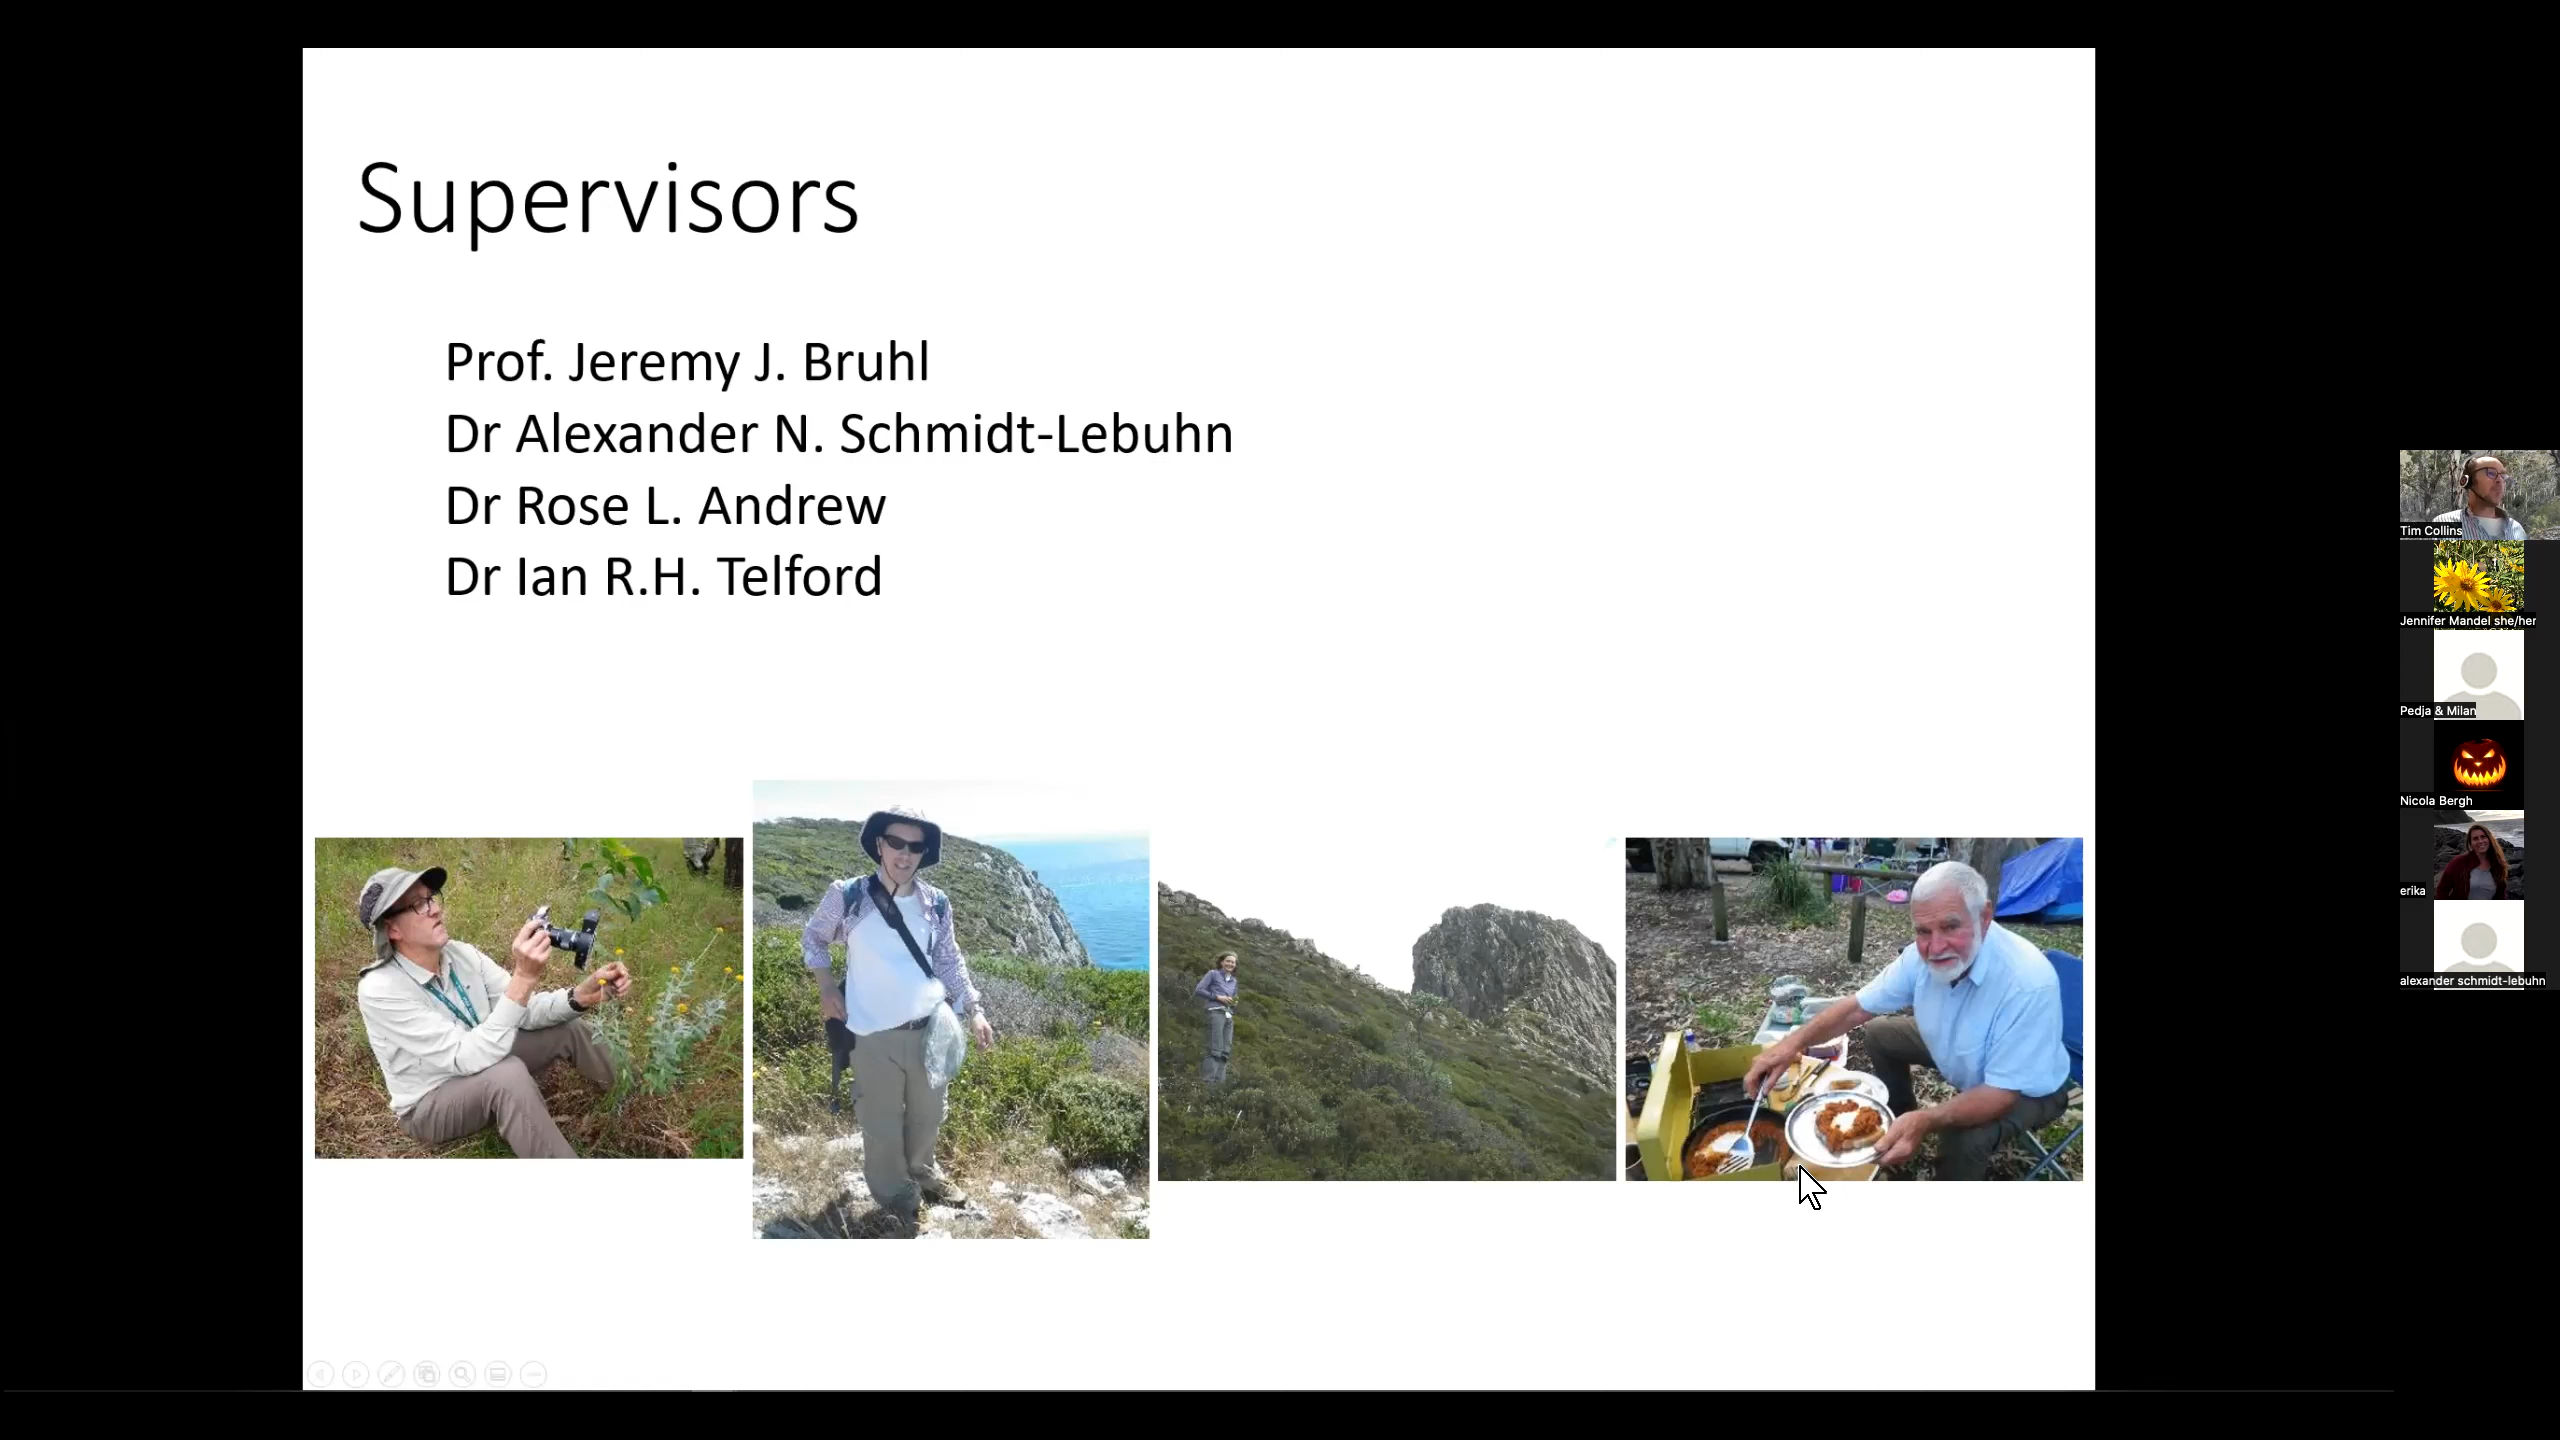 Supervisors
Prof. Jeremy J. Bruhl
Dr Alexander N. Schmidt-Lebuhn
Dr Rose L. Andrew
Dr Ian R.H. Telford
Tim Collins
Jennifer Mandel she/her
Pedja & Milan
Nicola Bergh
erika
alexander schmidt-lebuhn